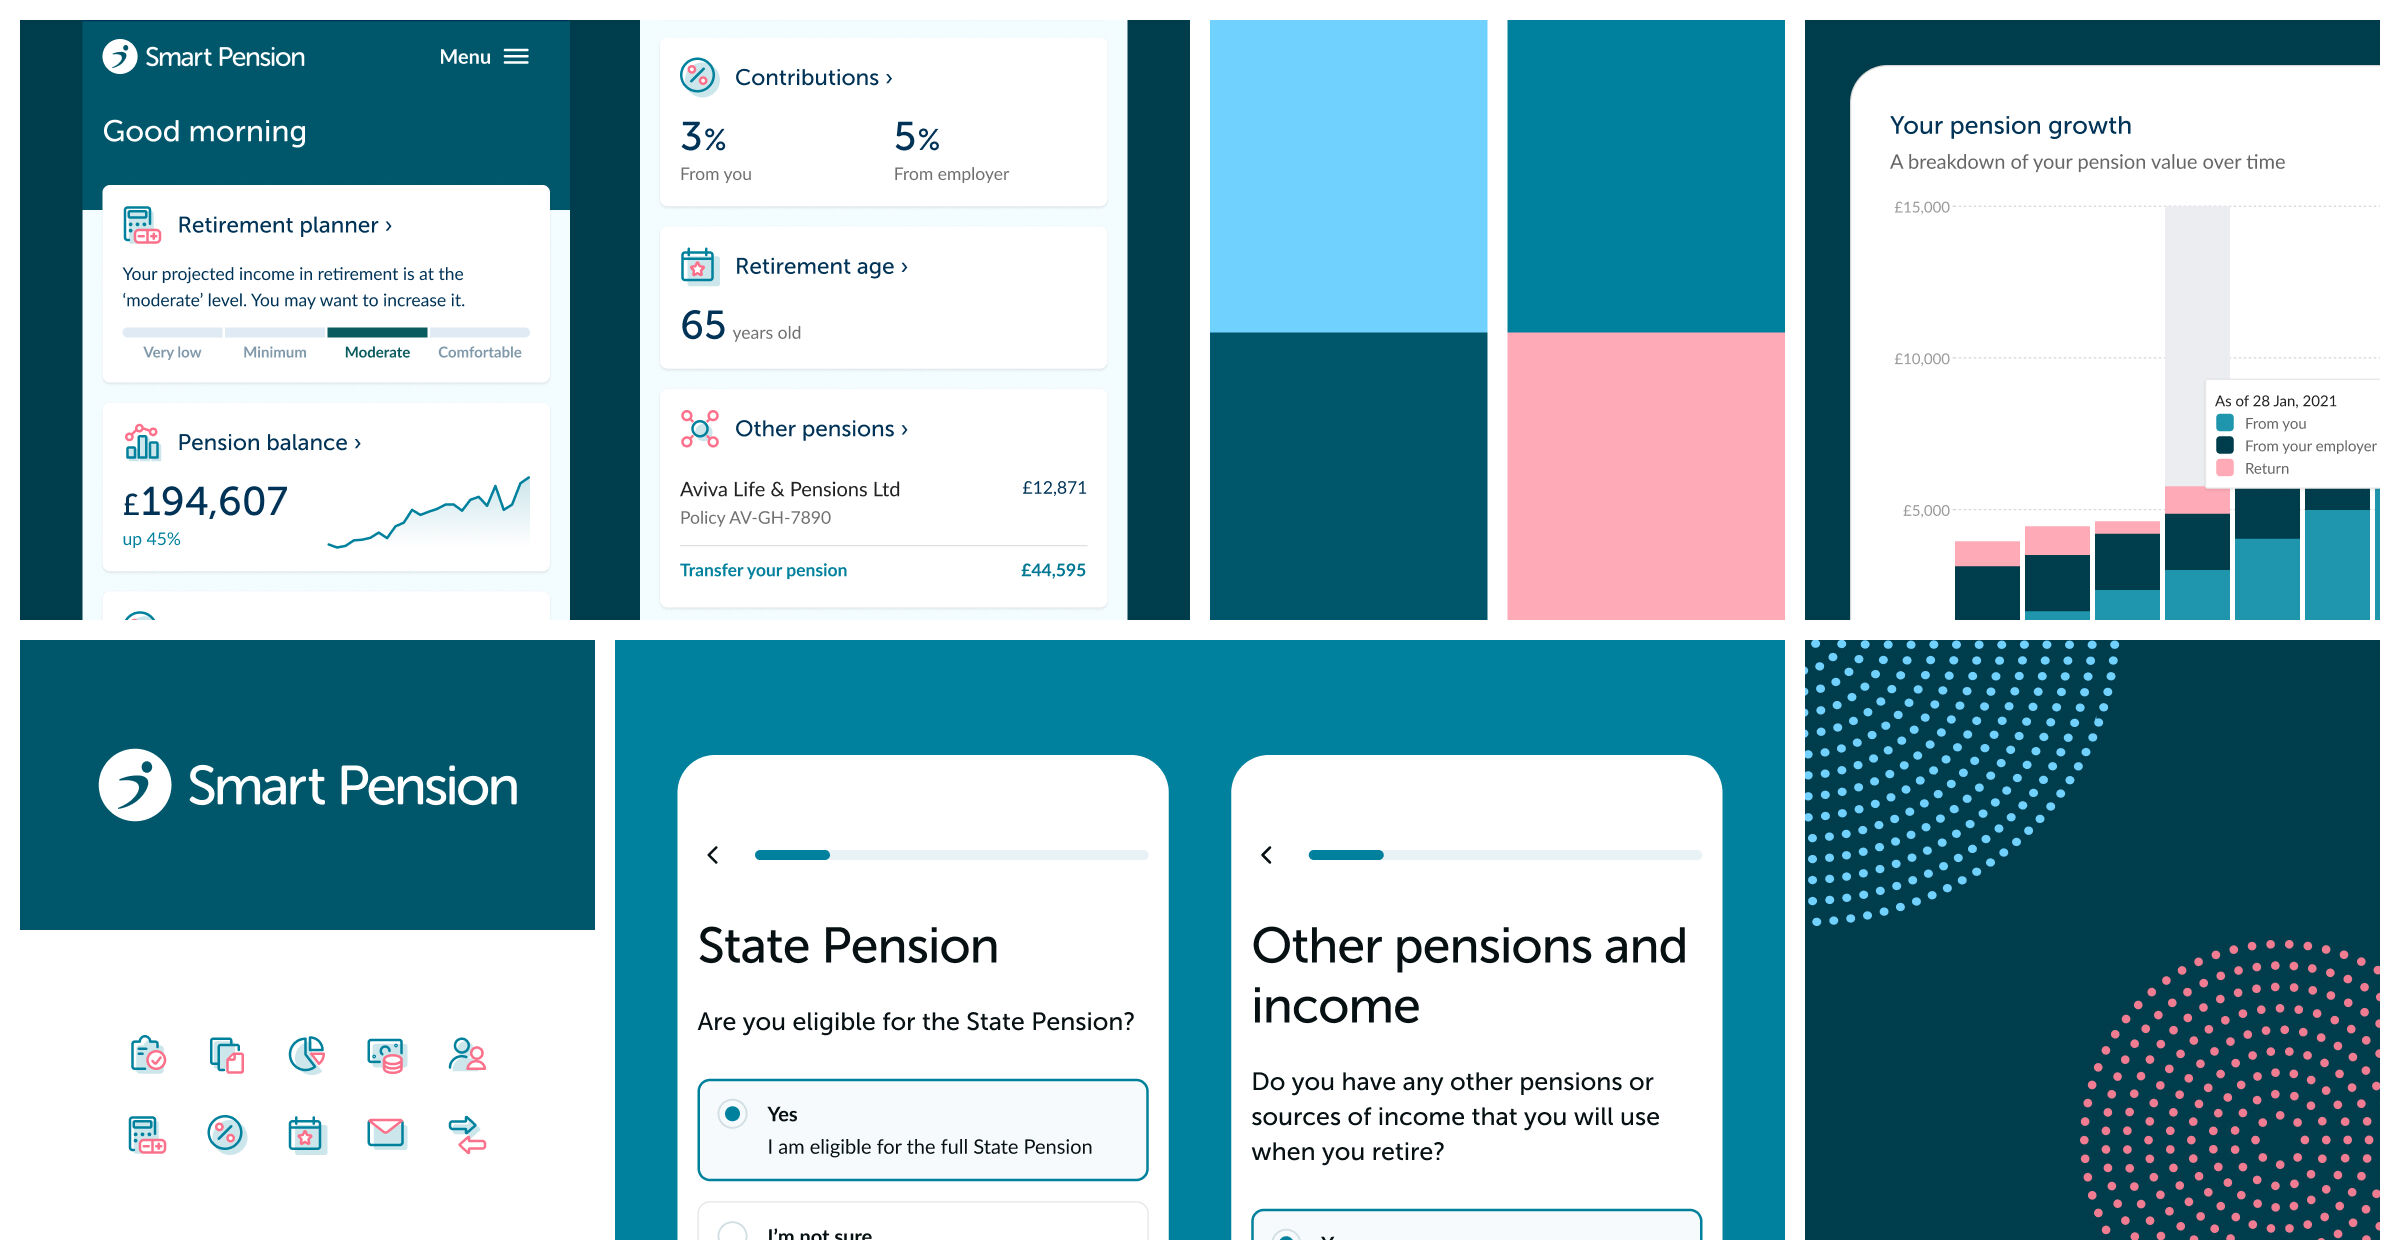 Smart Pension
Menu
Good morning
Retirement planner ›
Your projected income in retirement is at the
‘moderate’ level. You may want to increase it.
Very low
Minimum
Moderate
Comfortable
Pension balance ›
£194,607
up 45%
Contributions ›
3%
5%
From you
From employer
Retirement age ›
65 years old
Other pensions ›
Aviva Life & Pensions Ltd
£12,871
Policy AV-GH-7890
Transfer your pension
£44,595
Your pension growth
A breakdown of your pension value over time
£15,000
£10,000
As of 28 Jan, 2021
From you
From your employer
Return
£5,000
Smart Pension
State Pension
Are you eligible for the State Pension?
Yes
I am eligible for the full State Pension
I'm not sure
Other pensions and
income
Do you have any other pensions or
sources of income that you will use
when you retire?